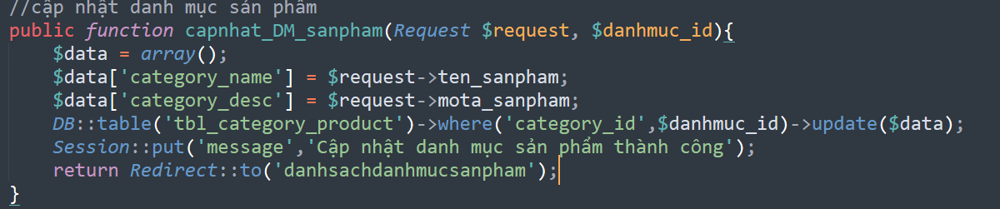 //cập nhật danh mục sản phẩm
public function capnhat_DM_sanpham(Request $request, $danhmuc_id){
$data = array();
$data['category_name'] = $request->ten_sanpham;
$data['category_desc'] = $request->mota_sanpham;
DB::table('tbl_category_product')->where('category_id',$danhmuc_id)->update($data);
Session::put('message','Cập nhật danh mục sản phẩm thành công');
return Redirect::to('danhsachdanhmucsanpham');
}